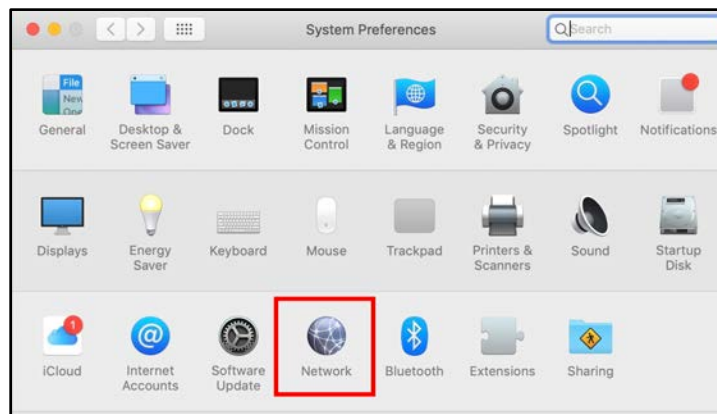 System Preferences
Search
File
New
One
General
Desktop &
Screen Saver
Dock
Mission
Control
Language
& Region
Security
& Privacy
Spotlight
Notifications
Displays
Energy
Saver
Keyboard
Mouse
Trackpad
Printers &
Scanners
Sound
Startup
Disk
1
iCloud
@
Internet
Accounts
Software
Update
Network
Bluetooth
Extensions
Sharing